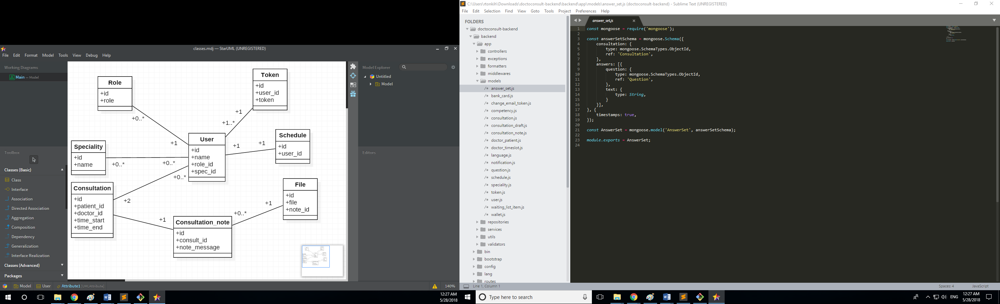 classes.mdj — StarUML (UNREGISTERED)
File Edit Format Model Tools View Debug Help
Working Diagrams
Main — Model
Toolbox
Classes (Basic)
Class
Interface
Association
Directed Association
Aggregation
Composition
Dependency
Generalization
Interface Realization
Classes (Advanced)
Packages
Role
+id
+role
+0..*
+1
Token
+id
+user_id
+token
+1
+1..*
User
+id
+name
+role_id
+spec_id
Schedule
+id
+user_id
+1
+1
Speciality
+id
+name
+0..*
+0..*
+0..*
Consultation
+id
+patient_id
+doctor_id
+time_start
+time_end
+2
+1
Consultation_note
+id
+consult_id
+note_message
+0..*
+1
File
+id
+file
+note_id
Model Explorer
Untitled
Model
Editors
Model User Attribute1 [UMLAttribute]
140%
12:27 AM
5/28/2018
C:\Users\rtonkih\Downloads\doctoconsult-backend\backend\app\models\answer_set.js (doctoconsult-backend) - Sublime Text (UNREGISTERED)
File Edit Selection Find View Goto Tools Project Preferences Help
FOLDERS
doctoconsult-backend
backend
app
controllers
exceptions
formatters
middlewares
models
/* answer_set.js
/* bank_card.js
/* change_email_token.js
/* competency.js
/* consultation.js
/* consultation_draft.js
/* consultation_note.js
/* doctor_patient.js
/* doctor_timeslot.js
/* language.js
/* notification.js
/* question.js
/* schedule.js
/* speciality.js
/* token.js
/* user.js
/* waiting_list_item.js
/* wallet.js
repositories
services
utils
validators
bin
bootstrap
config
lang
routes
answer_set.js
1 const mongoose = require('mongoose');
2
3 const answerSetSchema = mongoose.Schema({
4 consultation: {
5 type: mongoose.SchemaTypes.ObjectId,
6 ref: 'Consultation',
7 },
8 answers: [{
9 question: {
10 type: mongoose.SchemaTypes.ObjectId,
11 ref: 'Question',
12 },
13 text: {
14 type: String,
15 }
16 }],
17 }, {
18 timestamps: true,
19 });
20
21 const AnswerSet = mongoose.model('AnswerSet', answerSetSchema);
22
23 module.exports = AnswerSet;
24
Line 1, Column 1
Spaces: 4
JavaScript
Type here to search
ENG
12:27 AM
5/28/2018